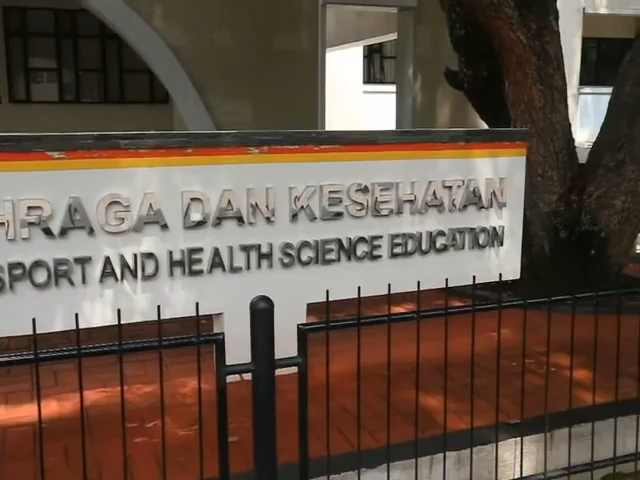 HRAGA DAN KESEHATAN
SPORT AND HEALTH SCIENCE EDUCATION